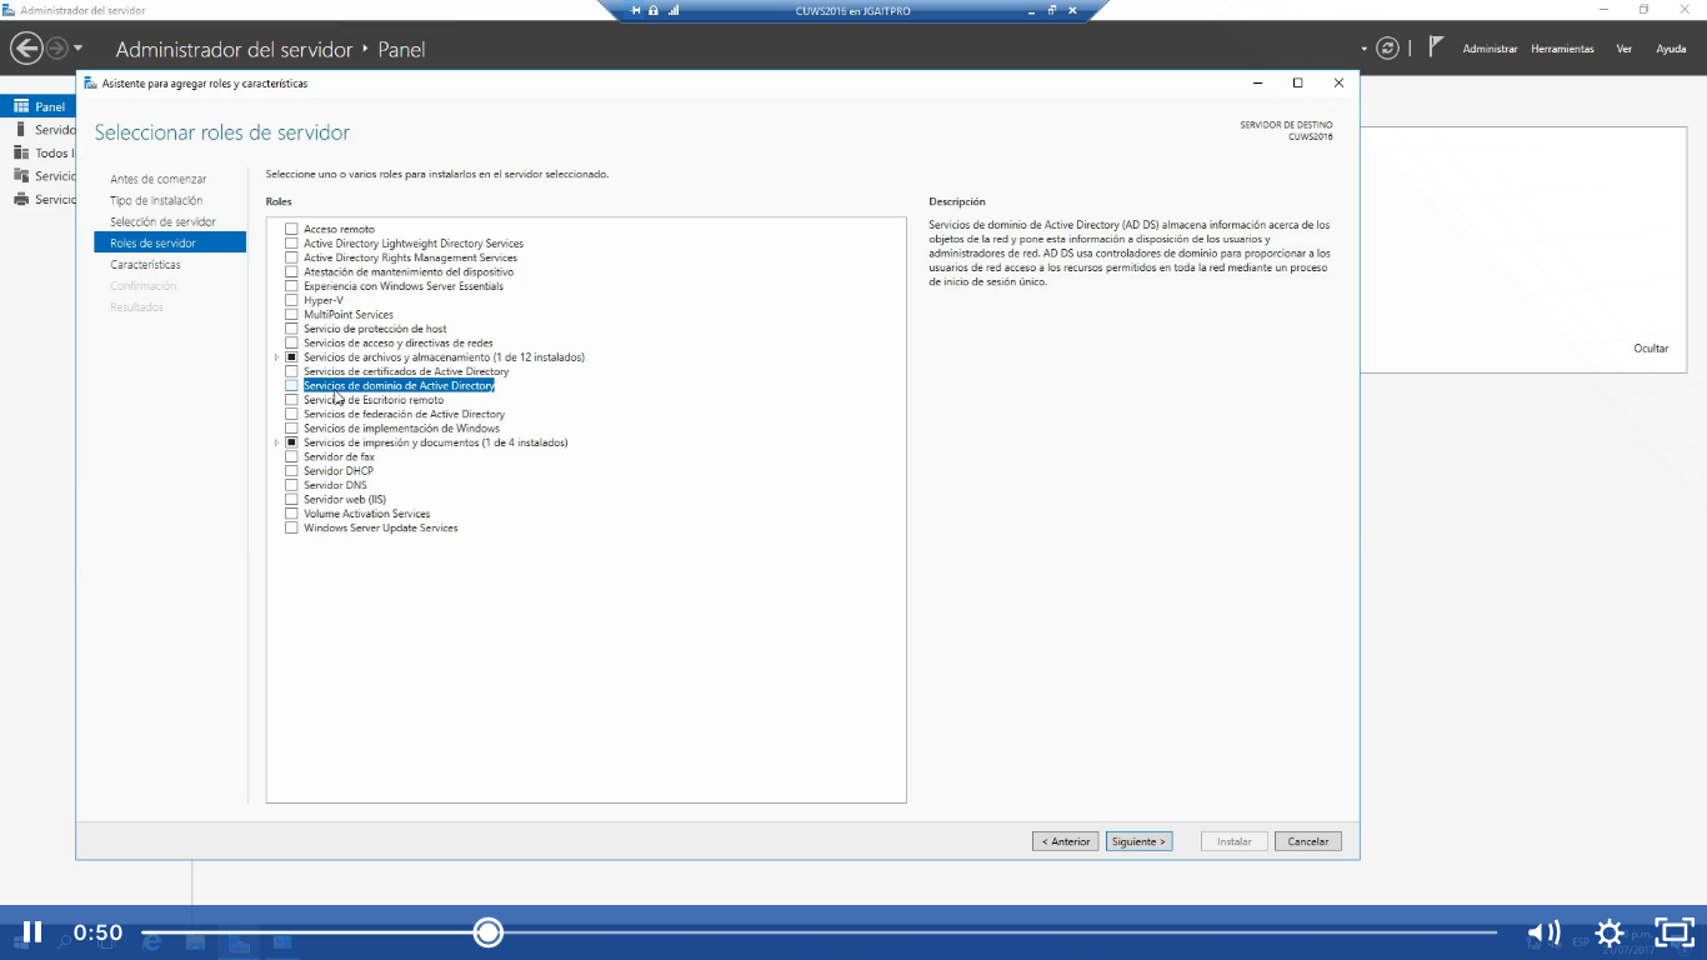 Administrador del servidor
CUWS2016 en JGAITPRO
Administrador del servidor ‣ Panel
Administrar Herramientas Ver Ayuda
Asistente para agregar roles y características
Panel
Servido
Todos l
Servicio
Servicio
Seleccionar roles de servidor
SERVIDOR DE DESTINO
CUWS2016
Antes de comenzar
Tipo de instalación
Selección de servidor
Roles de servidor
Características
Confirmación
Resultados
Seleccione uno o varios roles para instalarlos en el servidor seleccionado.
Roles
Acceso remoto
Active Directory Lightweight Directory Services
Active Directory Rights Management Services
Atestación de mantenimiento del dispositivo
Experiencia con Windows Server Essentials
Hyper-V
MultiPoint Services
Servicio de protección de host
Servicios de acceso y directivas de redes
Servicios de archivos y almacenamiento (1 de 12 instalados)
Servicios de certificados de Active Directory
Servicios de dominio de Active Directory
Servicios de Escritorio remoto
Servicios de federación de Active Directory
Servicios de implementación de Windows
Servicios de impresión y documentos (1 de 4 instalados)
Servidor de fax
Servidor DHCP
Servidor DNS
Servidor web (IIS)
Volume Activation Services
Windows Server Update Services
Descripción
Servicios de dominio de Active Directory (AD DS) almacena información acerca de los
objetos de la red y pone esta información a disposición de los usuarios y
administradores de red. AD DS usa controladores de dominio para proporcionar a los
usuarios de red acceso a los recursos permitidos en toda la red mediante un proceso
de inicio de sesión único.
Ocultar
< Anterior
Siguiente >
Instalar
Cancelar
0:50
ESP
p.m.
21/07/2017